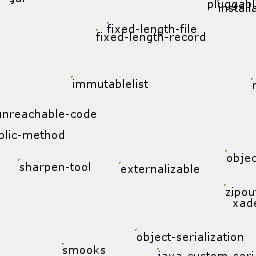 pluggabl
installa
fixed-length-file
fixed-length-record
immutablelist
unreachable-code
blic-method
objec
sharpen-tool
externalizable
zipout
xade
object-serialization
smooks
java-custom-seri